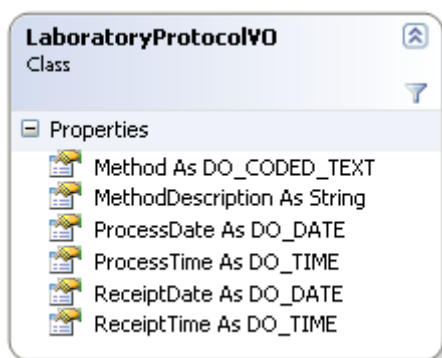 LaboratoryProtocolVO
Class
Properties
Method As DO_CODED_TEXT
MethodDescription As String
ProcessDate As DO_DATE
ProcessTime As DO_TIME
ReceiptDate As DO_DATE
ReceiptTime As DO_TIME